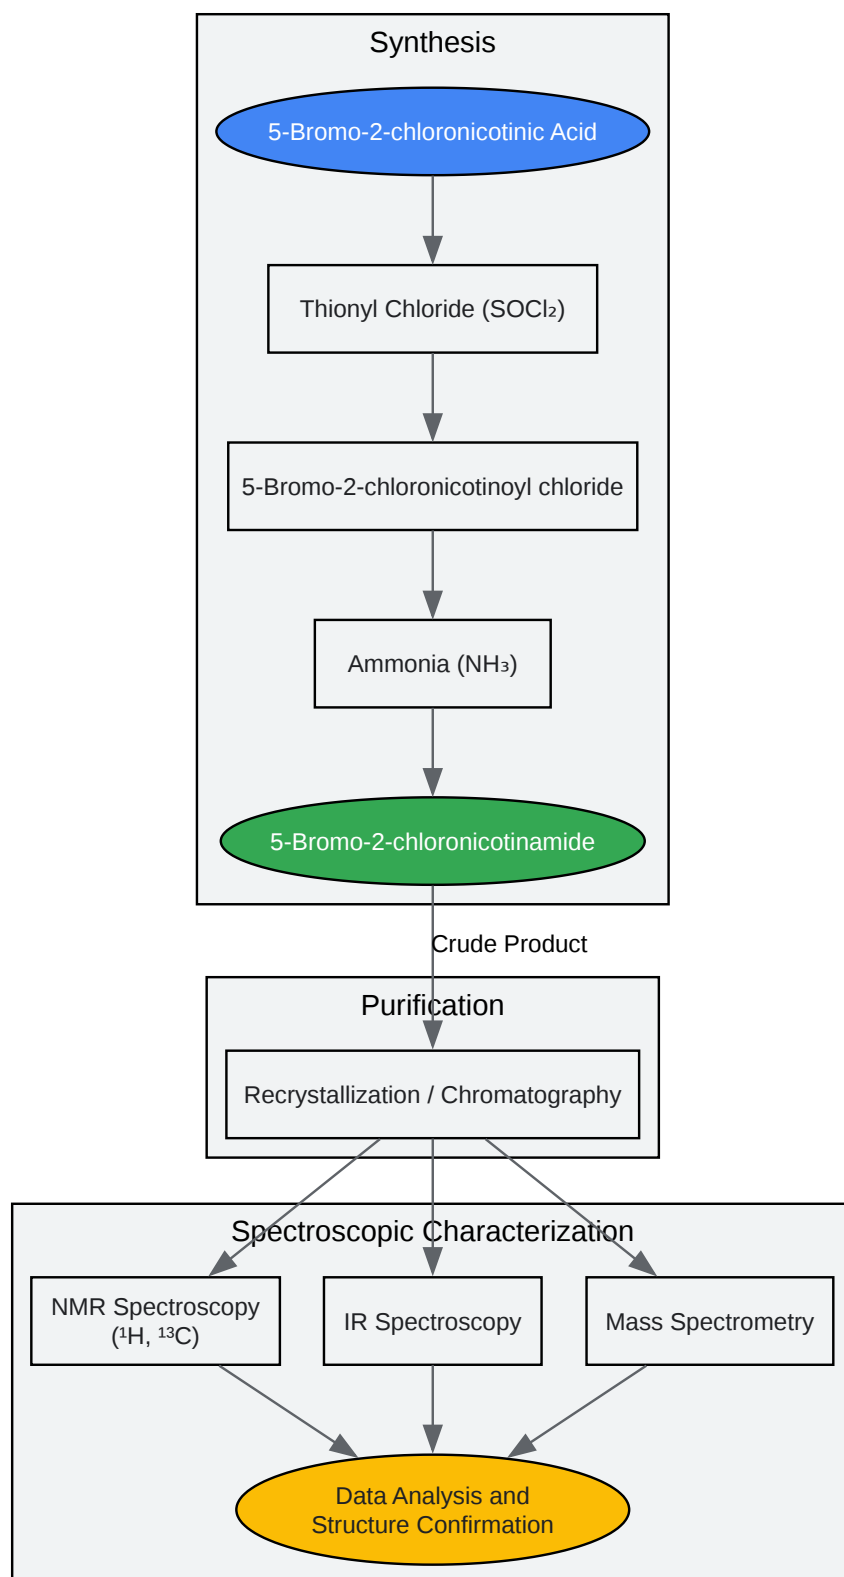 Synthesis
5-Bromo-2-chloronicotinic Acid
Thionyl Chloride (SOCl₂)
5-Bromo-2-chloronicotinoyl chloride
Ammonia (NH₃)
5-Bromo-2-chloronicotinamide
Crude Product
Purification
Recrystallization / Chromatography
Spectroscopic Characterization
NMR Spectroscopy
(¹H, ¹³C)
IR Spectroscopy
Mass Spectrometry
Data Analysis and
Structure Confirmation